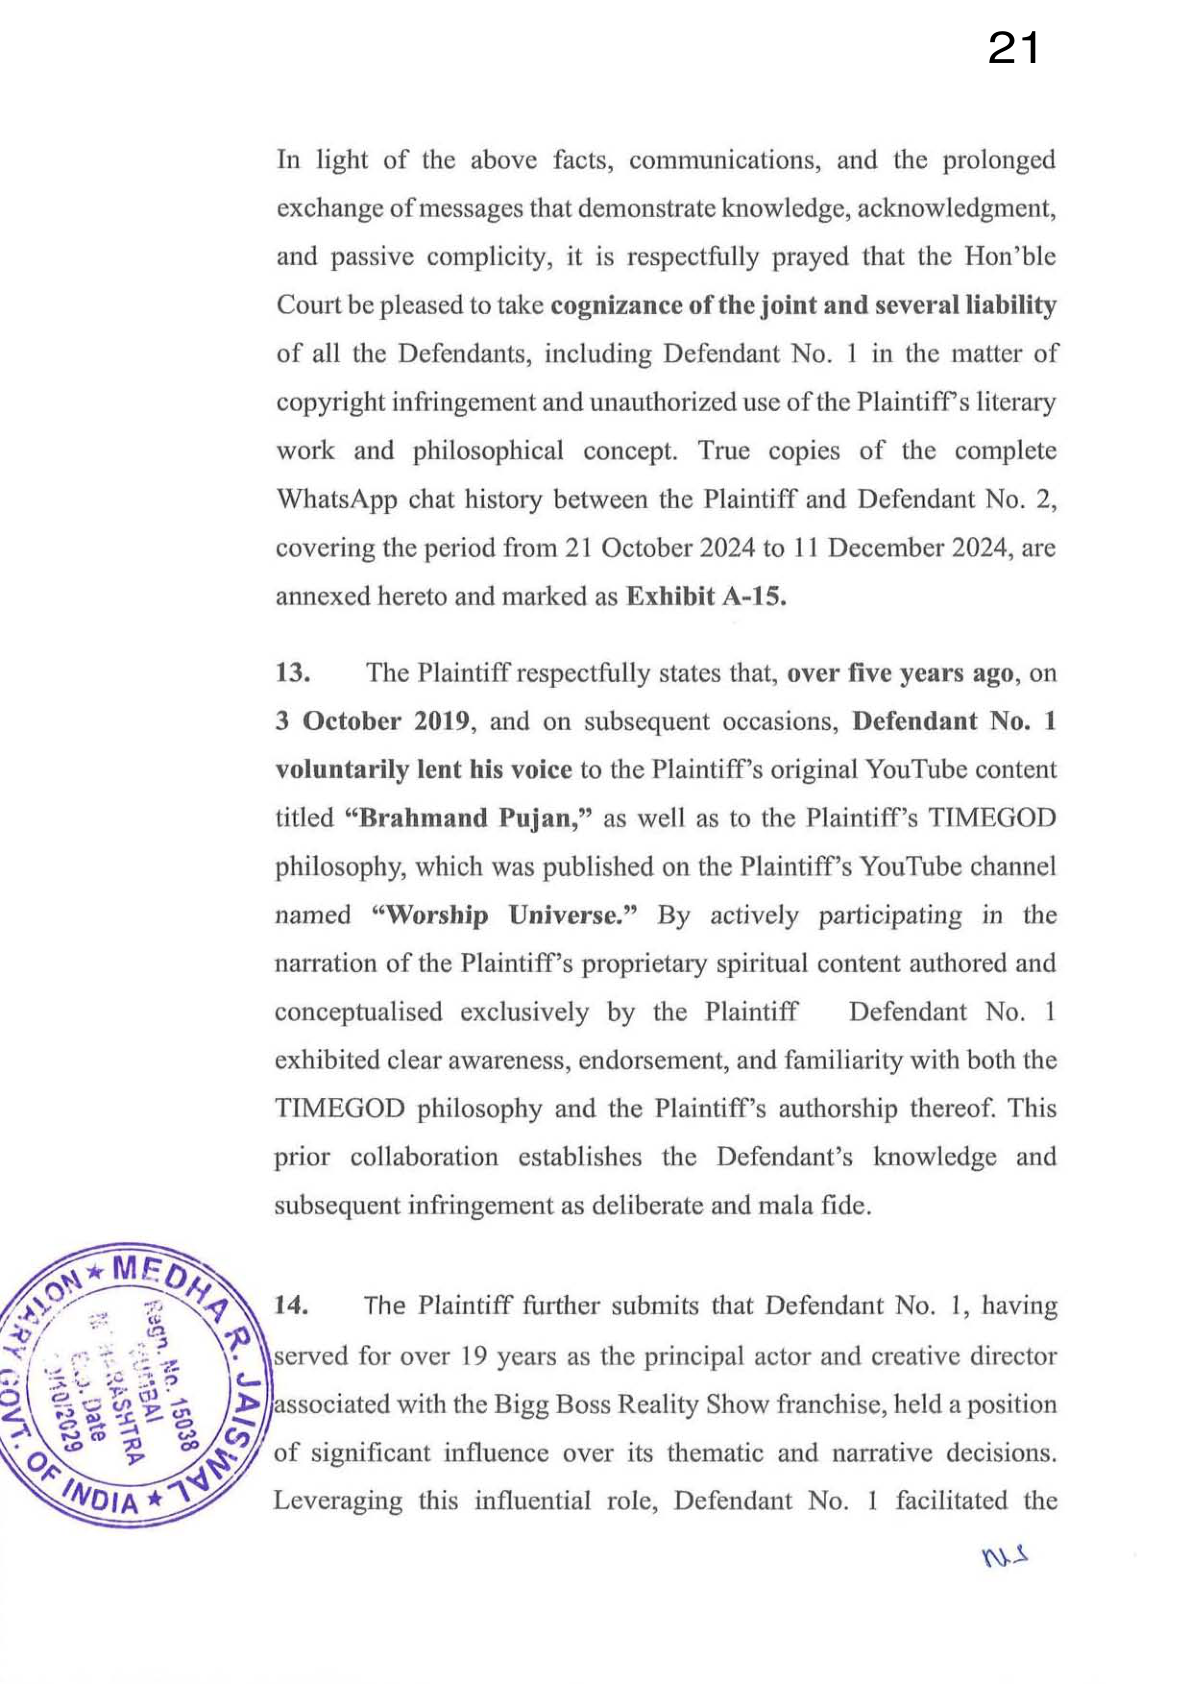 21
In light of the above facts, communications, and the prolonged
exchange of messages that demonstrate knowledge, acknowledgment,
and passive complicity, it is respectfully prayed that the Hon’ble
Court be pleased to take cognizance of the joint and several liability
of all the Defendants, including Defendant No. 1 in the matter of
copyright infringement and unauthorized use of the Plaintiff’s literary
work and philosophical concept. True copies of the complete
WhatsApp chat history between the Plaintiff and Defendant No. 2,
covering the period from 21 October 2024 to 11 December 2024, are
annexed hereto and marked as Exhibit A-15.
13. The Plaintiff respectfully states that, over five years ago, on
3 October 2019, and on subsequent occasions, Defendant No. 1
voluntarily lent his voice to the Plaintiff’s original YouTube content
titled “Brahmand Pujan,” as well as to the Plaintiff’s TIMEGOD
philosophy, which was published on the Plaintiff’s YouTube channel
named “Worship Universe.” By actively participating in the
narration of the Plaintiff’s proprietary spiritual content authored and
conceptualised exclusively by the Plaintiff Defendant No. 1
exhibited clear awareness, endorsement, and familiarity with both the
TIMEGOD philosophy and the Plaintiff’s authorship thereof. This
prior collaboration establishes the Defendant’s knowledge and
subsequent infringement as deliberate and mala fide.
14. The Plaintiff further submits that Defendant No. 1, having
served for over 19 years as the principal actor and creative director
associated with the Bigg Boss Reality Show franchise, held a position
of significant influence over its thematic and narrative decisions.
Leveraging this influential role, Defendant No. 1 facilitated the
★ MEDHA R. JAISWAL ★
NOTARY GOVT. OF INDIA
Regn. No. 15038
MUMBAI
MAHARASHTRA
Date
/10/2029